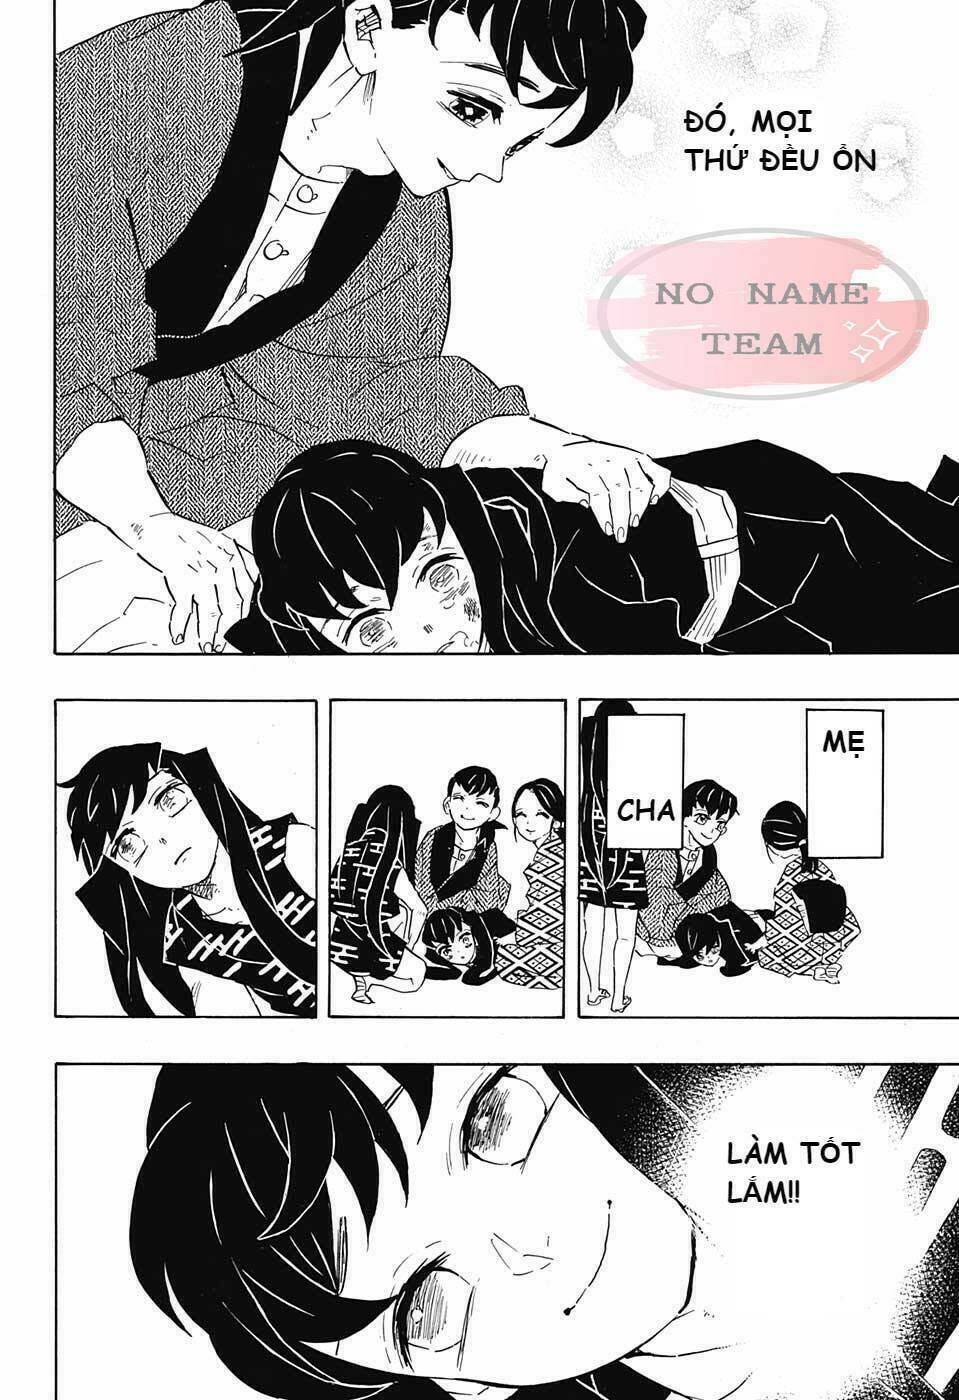 ĐÓ, MỌI
THỨ ĐỀU ỔN
NO NAME
TEAM
MẸ
CHA
LÀM TỐT
LẮM!!